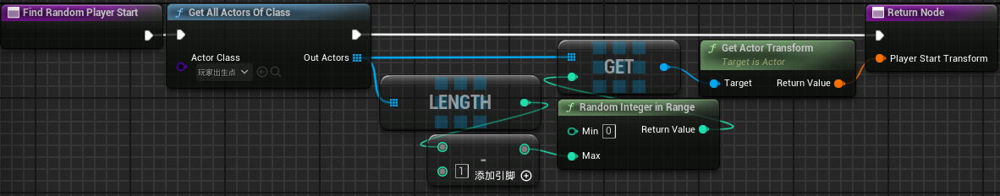 Find Random Player Start
Get All Actors Of Class
Actor Class
玩家出生点
Out Actors
LENGTH
-
1
添加引脚
GET
Random Integer in Range
Min 0
Return Value
Max
Get Actor Transform
Target is Actor
Target
Return Value
Return Node
Player Start Transform